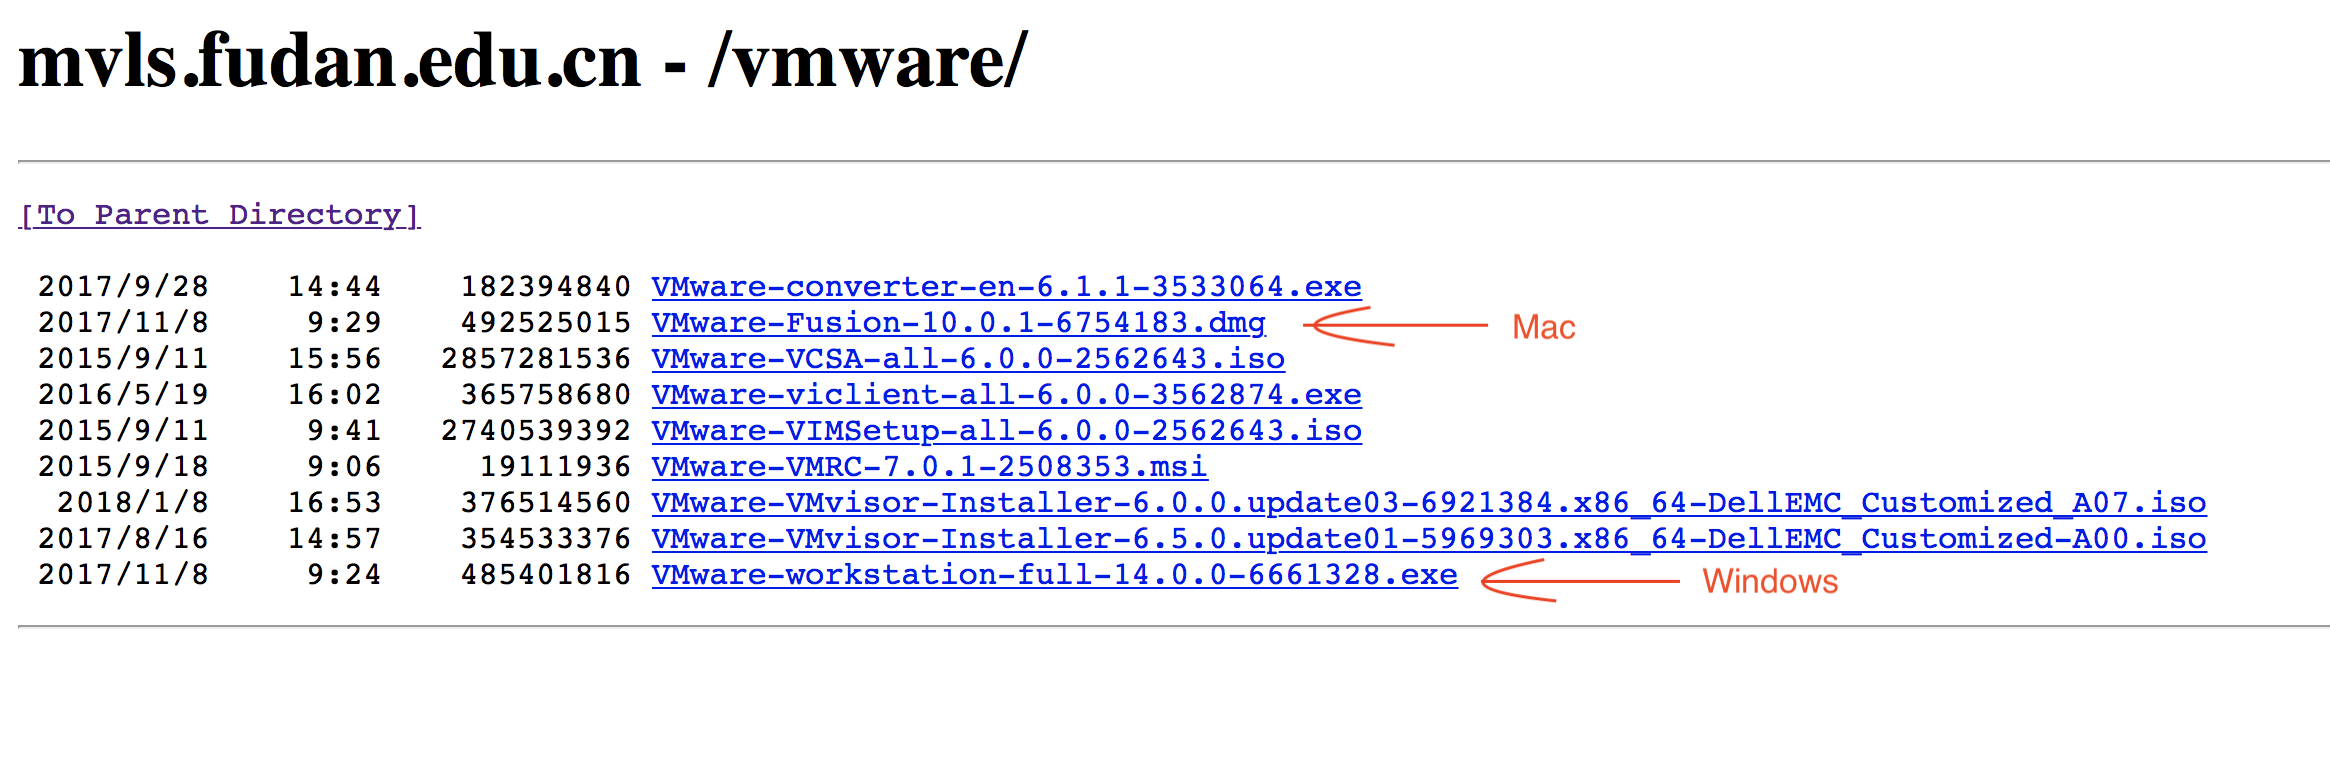 mvls.fudan.edu.cn - /vmware/
[To Parent Directory]
2017/9/28 14:44 182394840 VMware-converter-en-6.1.1-3533064.exe
2017/11/8 9:29 492525015 VMware-Fusion-10.0.1-6754183.dmg Mac
2015/9/11 15:56 2857281536 VMware-VCSA-all-6.0.0-2562643.iso
2016/5/19 16:02 365758680 VMware-viclient-all-6.0.0-3562874.exe
2015/9/11 9:41 2740539392 VMware-VIMSetup-all-6.0.0-2562643.iso
2015/9/18 9:06 19111936 VMware-VMRC-7.0.1-2508353.msi
2018/1/8 16:53 376514560 VMware-VMvisor-Installer-6.0.0.update03-6921384.x86_64-DellEMC_Customized_A07.iso
2017/8/16 14:57 354533376 VMware-VMvisor-Installer-6.5.0.update01-5969303.x86_64-DellEMC_Customized-A00.iso
2017/11/8 9:24 485401816 VMware-workstation-full-14.0.0-6661328.exe Windows